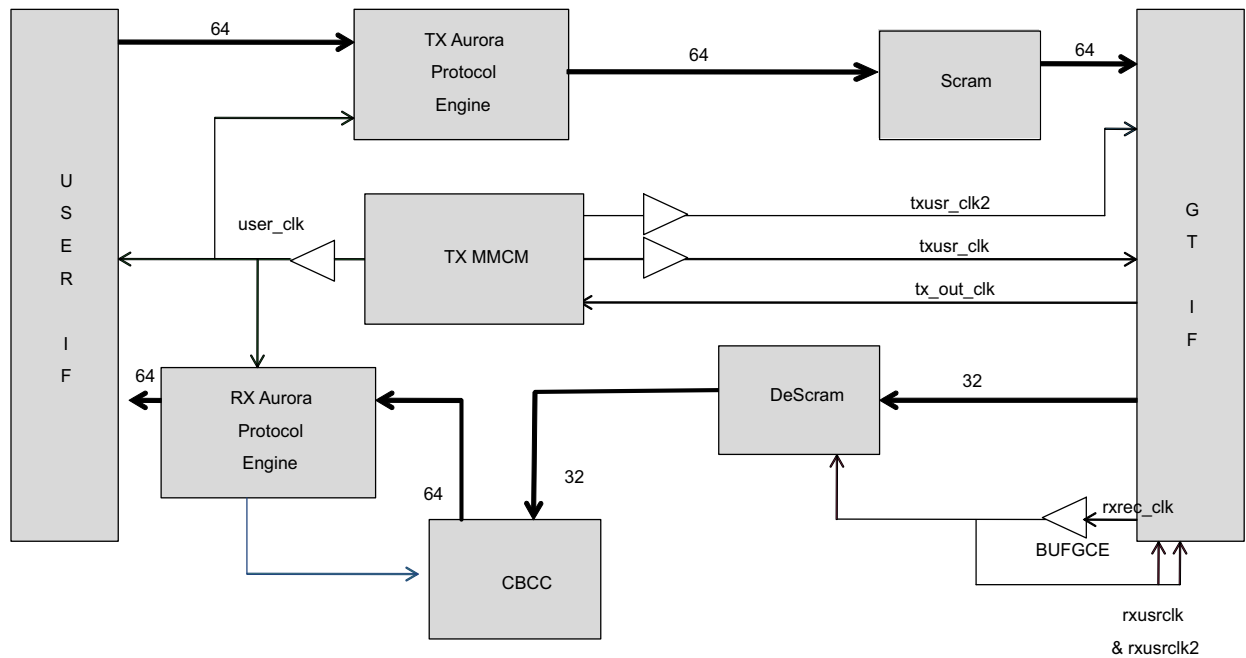 64
TX Aurora
Protocol
Engine
64
Scram
64
U
S
E
R
I
F
user_clk
TX MMCM
txusr_clk2
txusr_clk
tx_out_clk
G
T
I
F
64
RX Aurora
Protocol
Engine
64
32
DeScram
32
CBCC
rxrec_clk
BUFGCE
rxusrclk
& rxusrclk2